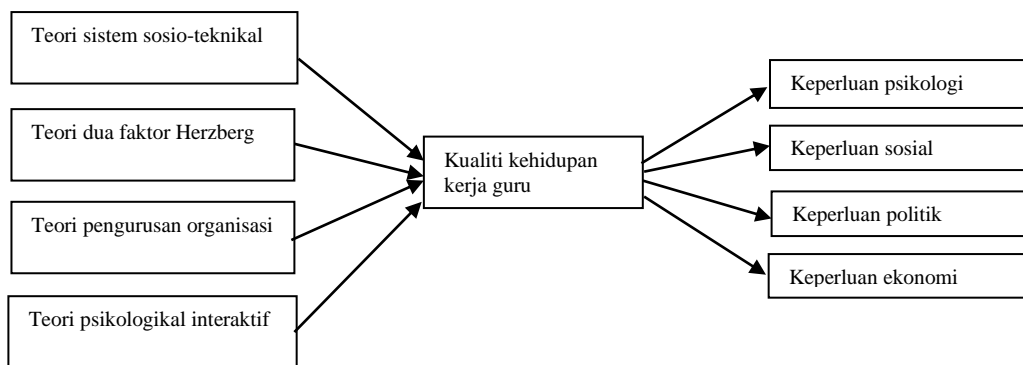 Teori sistem sosio-teknikal
Teori dua faktor Herzberg
Teori pengurusan organisasi
Teori psikologikal interaktif
Kualiti kehidupan
kerja guru
Keperluan psikologi
Keperluan sosial
Keperluan politik
Keperluan ekonomi